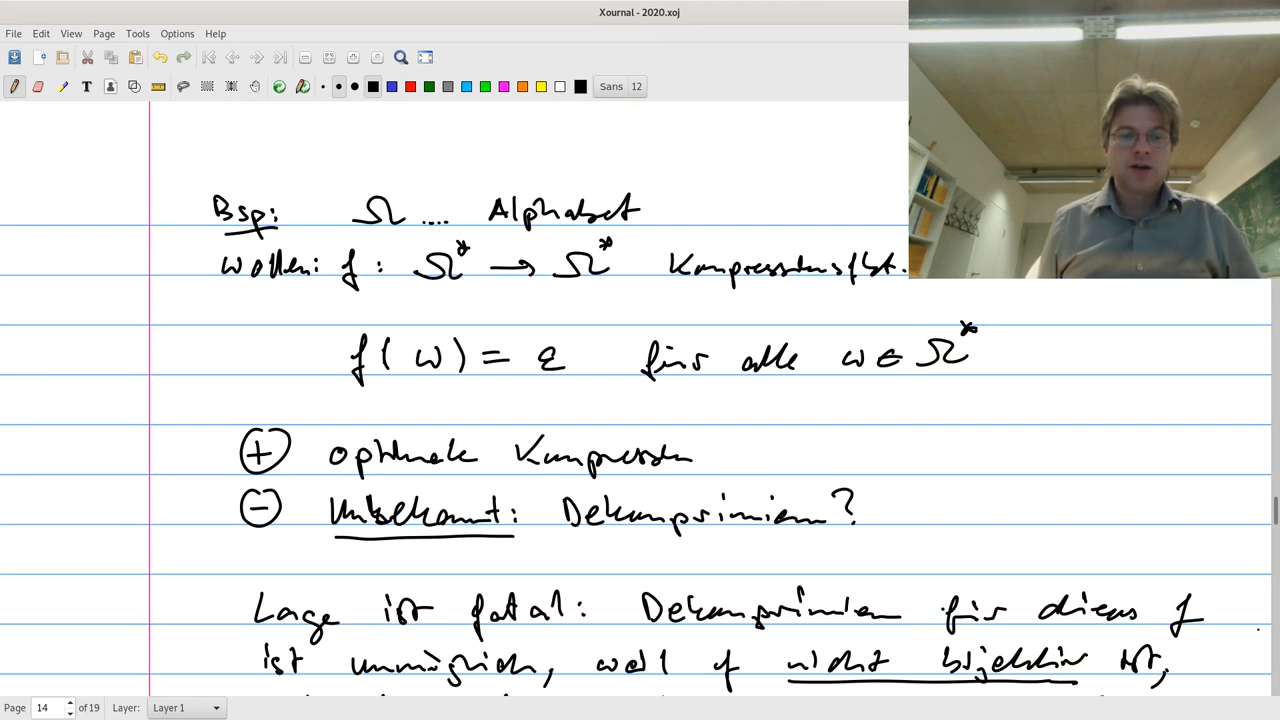 Xournal - 2020.xoj
File Edit View Page Tools Options Help
Sans 12
Bsp: Ω .... Alphabet
Wollen: f : Ω* → Ω* Kompressionsfkt.
f( w ) = ε für alle w ∈ Ω*
+ optimale Kompression
− Unbekannt: Dekomprimieren?
Lage ist fatal: Dekomprimieren für dieses f
ist unmöglich, weil f nicht bijektiv ist,
Page 14 of 19 Layer: Layer 1